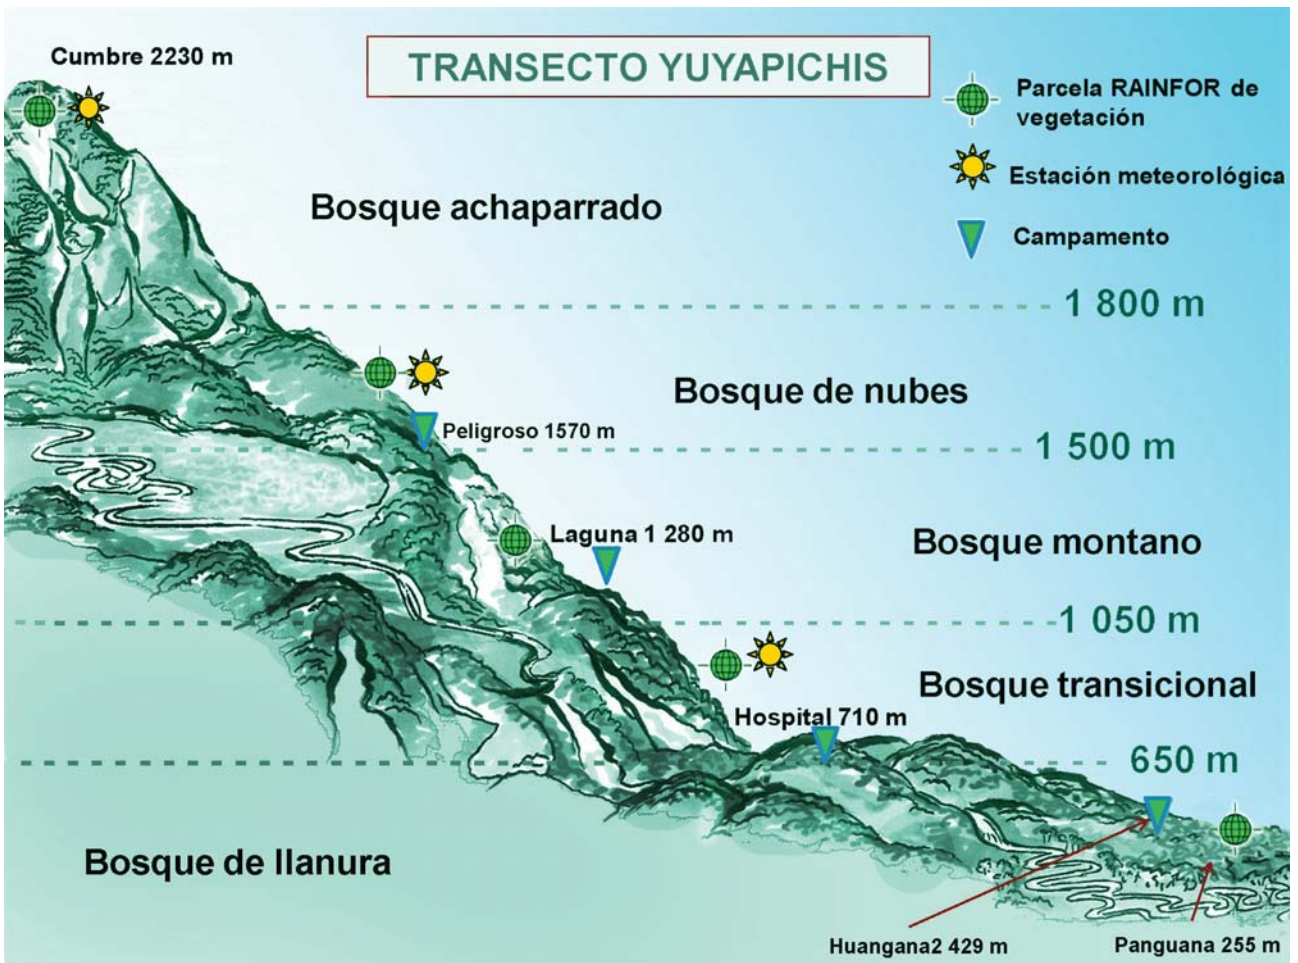 Cumbre 2230 m
TRANSECTO YUYAPICHIS
Parcela RAINFOR de
vegetación
Estación meteorológica
Campamento
Bosque achaparrado
1 800 m
Bosque de nubes
Peligroso 1570 m
1 500 m
Laguna 1 280 m
Bosque montano
1 050 m
Bosque transicional
Hospital 710 m
650 m
Bosque de llanura
Huangana2 429 m
Panguana 255 m